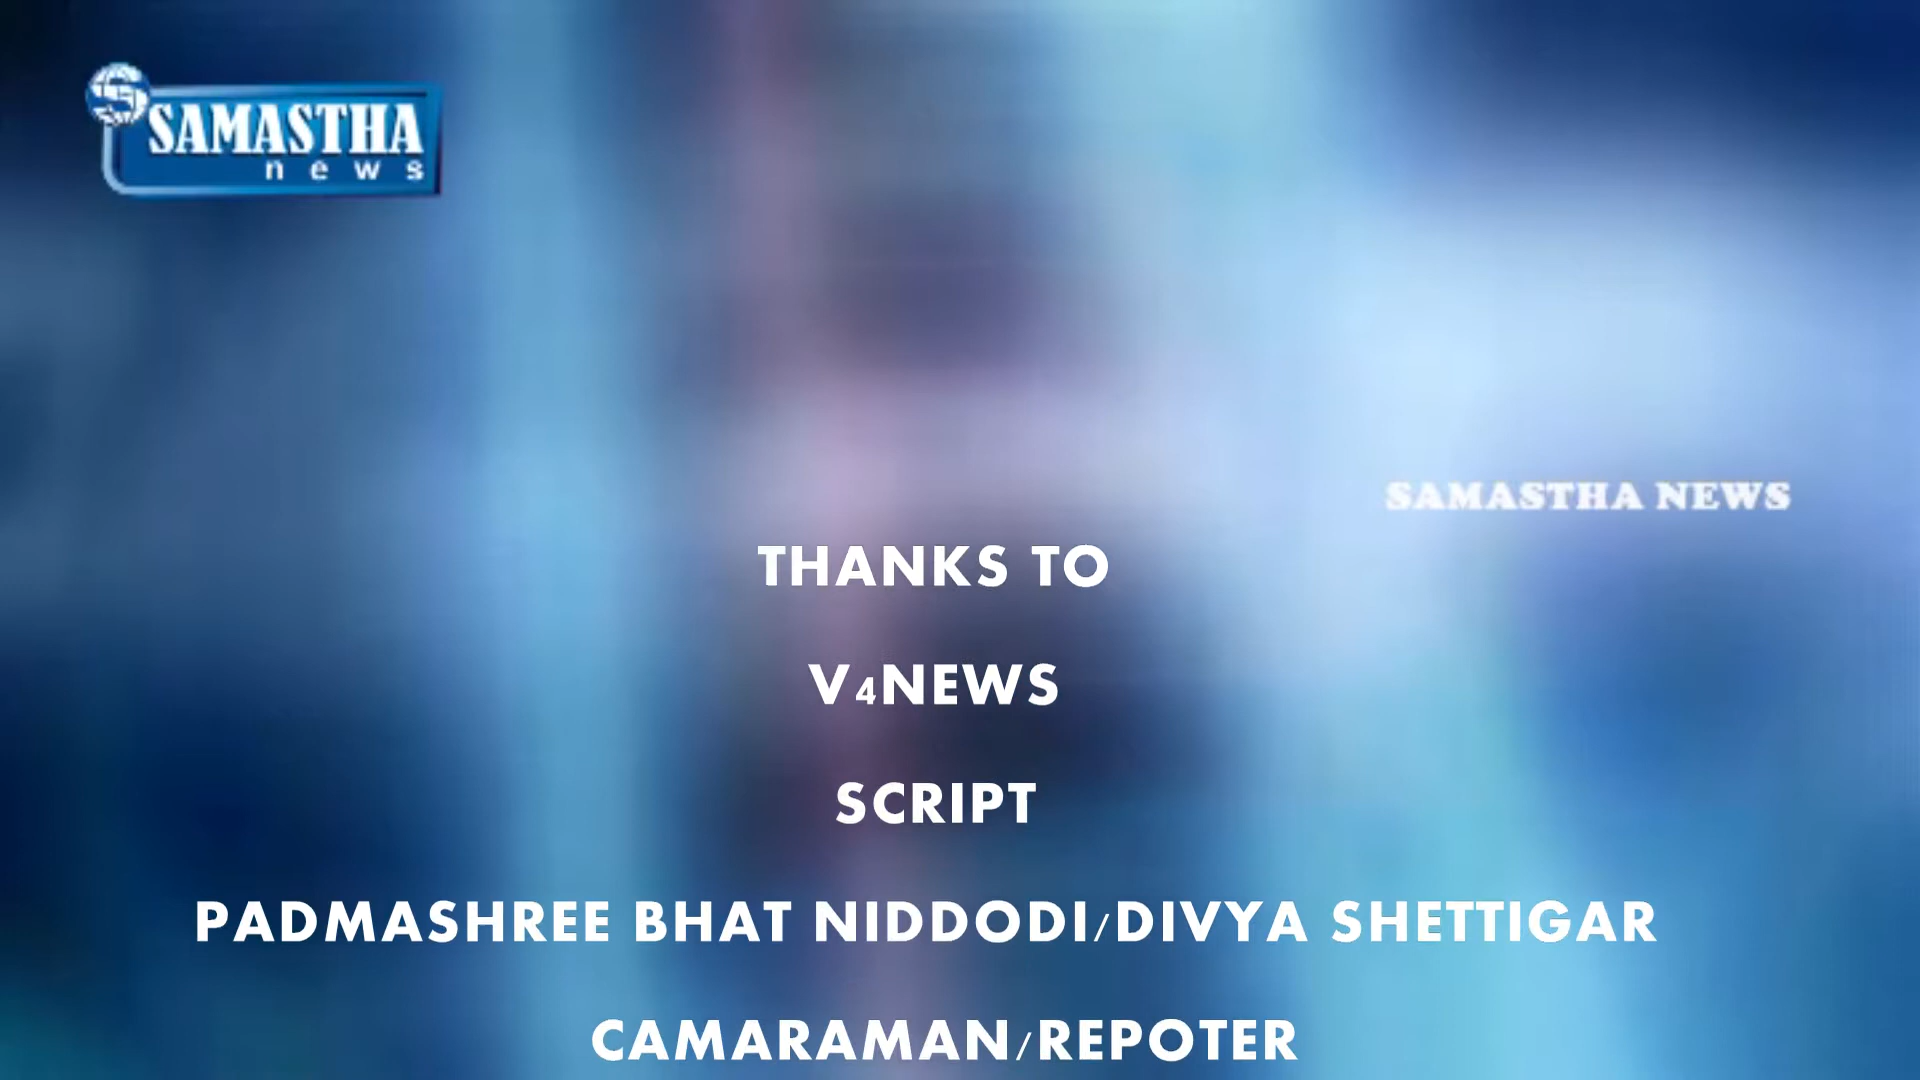 SAMASTHA
news
SAMASTHA NEWS
THANKS TO
V4NEWS
SCRIPT
PADMASHREE BHAT NIDDODI/DIVYA SHETTIGAR
CAMARAMAN/REPOTER